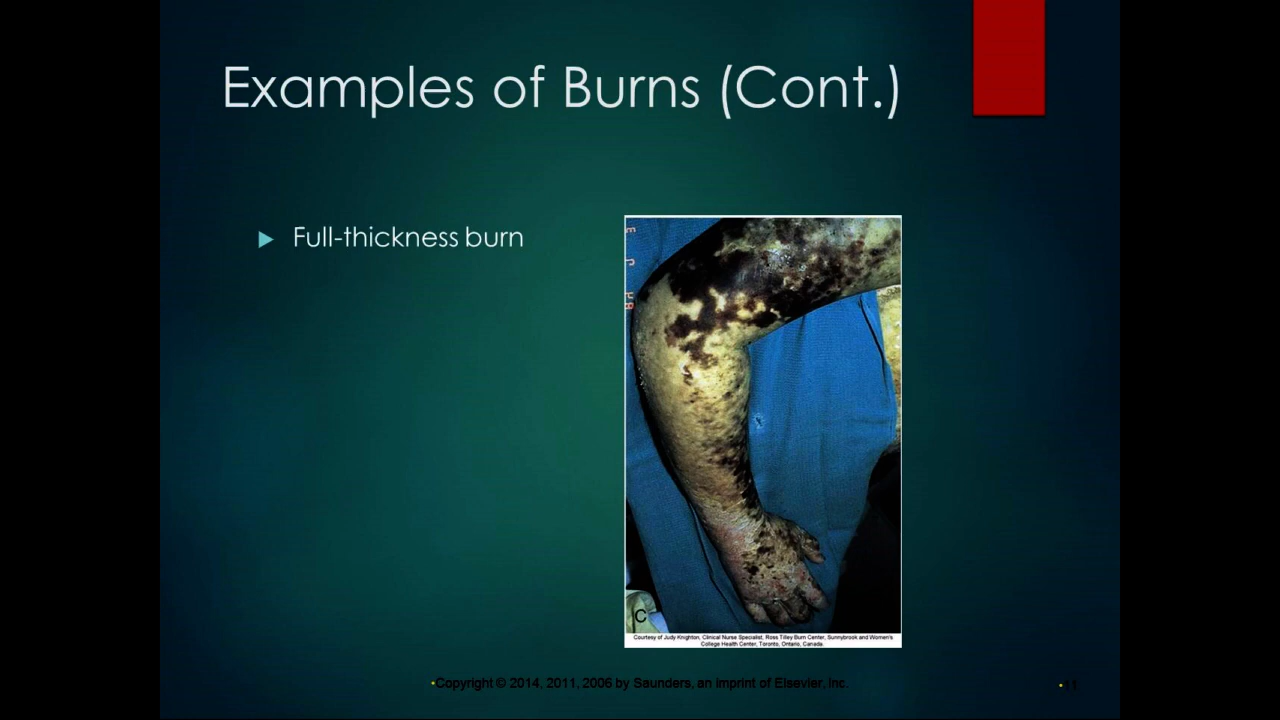 Examples of Burns (Cont.)
Full-thickness burn
C
Courtesy of Judy Knighton, Clinical Nurse Specialist, Ross Tilley Burn Center, Sunnybrook and Women's
College Health Center, Toronto, Ontario, Canada.
•Copyright © 2014, 2011, 2006 by Saunders, an imprint of Elsevier, Inc.
•11